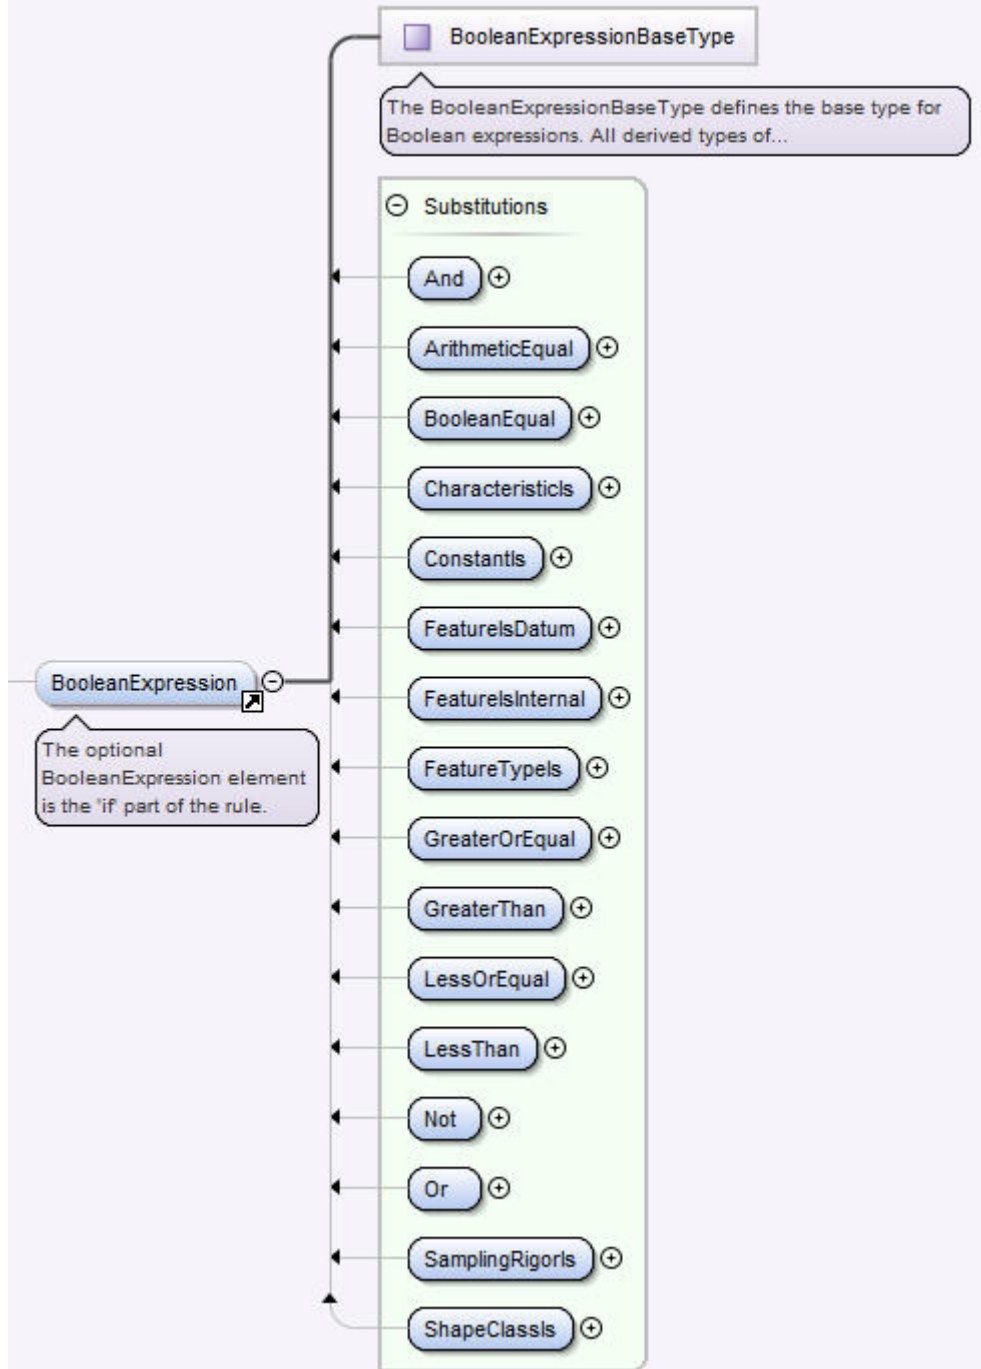 BooleanExpressionBaseType
The BooleanExpressionBaseType defines the base type for
Boolean expressions. All derived types of...
Substitutions
And
ArithmeticEqual
BooleanEqual
CharacteristicIs
ConstantIs
FeatureIsDatum
BooleanExpression
FeatureIsInternal
The optional
BooleanExpression element
is the 'if' part of the rule.
FeatureTypeIs
GreaterOrEqual
GreaterThan
LessOrEqual
LessThan
Not
Or
SamplingRigorIs
ShapeClassIs